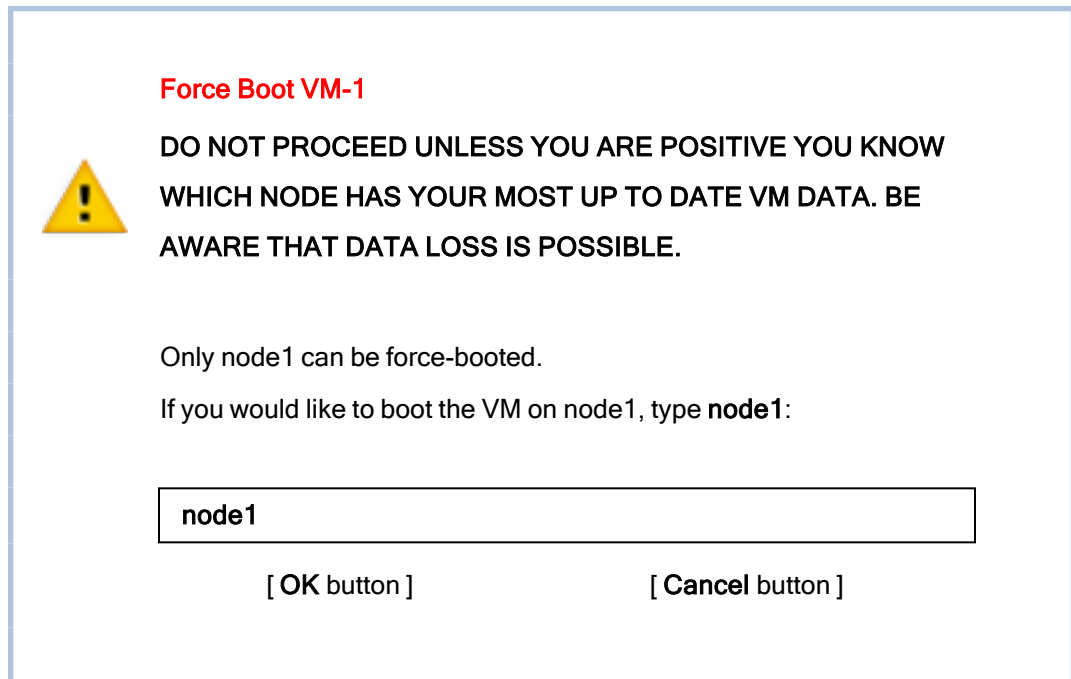 Force Boot VM-1
DO NOT PROCEED UNLESS YOU ARE POSITIVE YOU KNOW
WHICH NODE HAS YOUR MOST UP TO DATE VM DATA. BE
AWARE THAT DATA LOSS IS POSSIBLE.
Only node1 can be force-booted.
If you would like to boot the VM on node1, type node1:
node1
[ OK button ] [ Cancel button ]